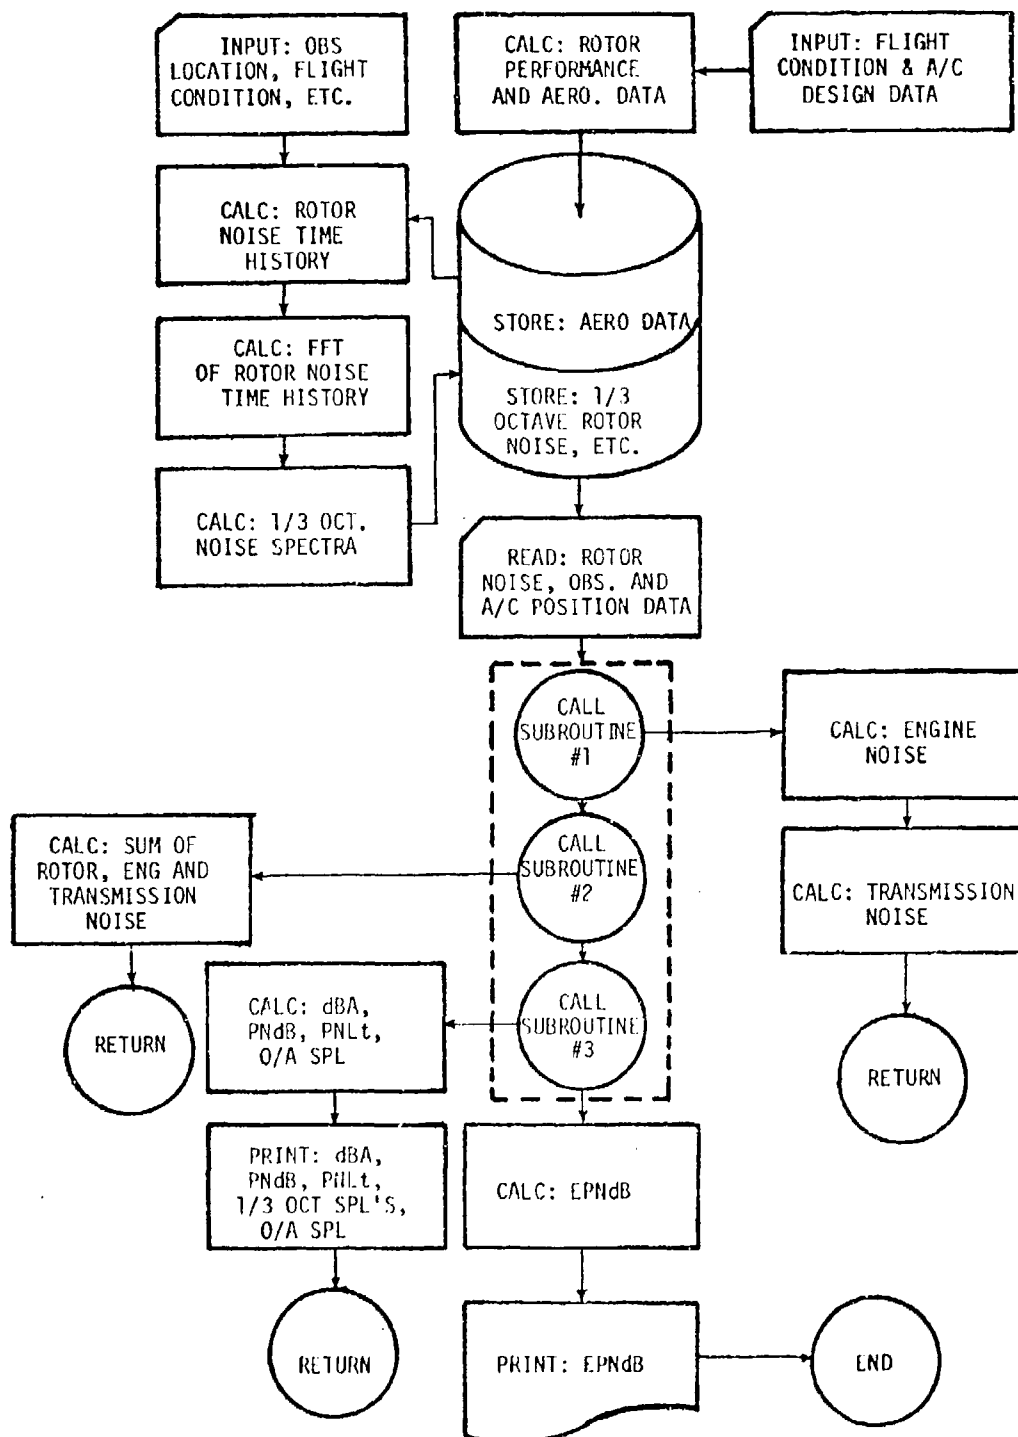 INPUT: OBS
LOCATION, FLIGHT
CONDITION, ETC.
CALC: ROTOR
PERFORMANCE
AND AERO. DATA
INPUT: FLIGHT
CONDITION & A/C
DESIGN DATA
CALC: ROTOR
NOISE TIME
HISTORY
STORE: AERO DATA
CALC: FFT
OF ROTOR NOISE
TIME HISTORY
STORE: 1/3
OCTAVE ROTOR
NOISE, ETC.
CALC: 1/3 OCT.
NOISE SPECTRA
READ: ROTOR
NOISE, OBS. AND
A/C POSITION DATA
CALL
SUBROUTINE
#1
CALC: ENGINE
NOISE
CALC: SUM OF
ROTOR, ENG AND
TRANSMISSION
NOISE
CALL
SUBROUTINE
#2
CALC: TRANSMISSION
NOISE
RETURN
CALC: dBA,
PNdB, PNLt,
O/A SPL
CALL
SUBROUTINE
#3
RETURN
PRINT: dBA,
PNdB, PNLt,
1/3 OCT SPL'S,
O/A SPL
CALC: EPNdB
RETURN
PRINT: EPNdB
END